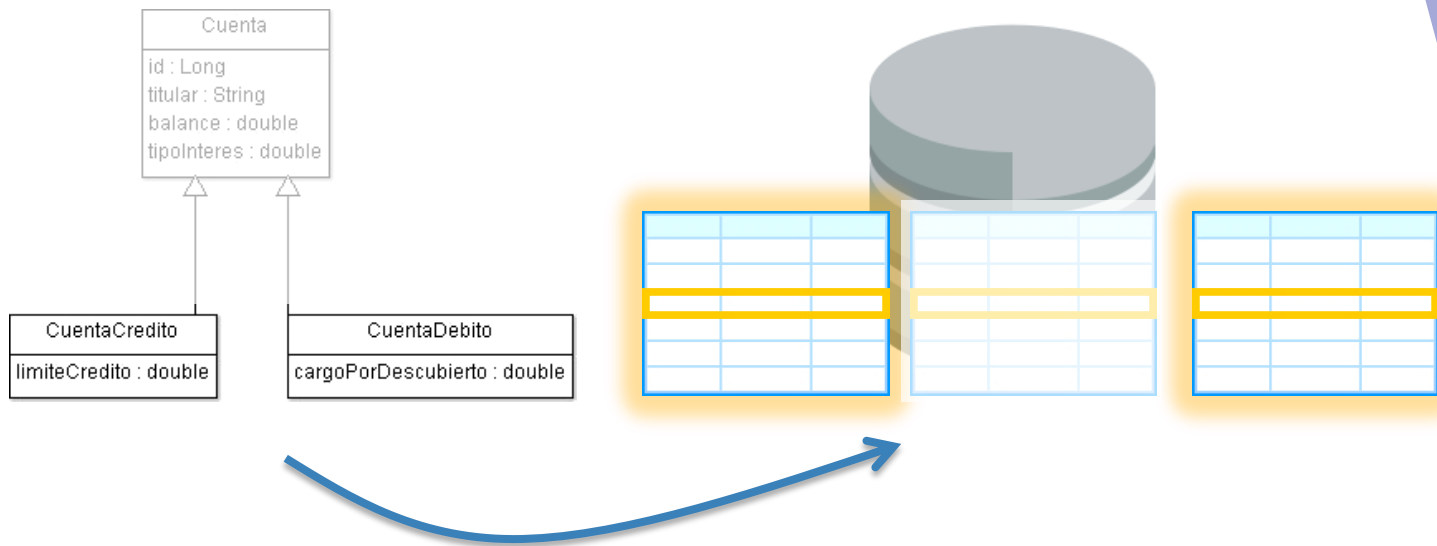 Cuenta
id : Long
titular : String
balance : double
tipoInteres : double
CuentaCredito
limiteCredito : double
CuentaDebito
cargoPorDescubierto : double